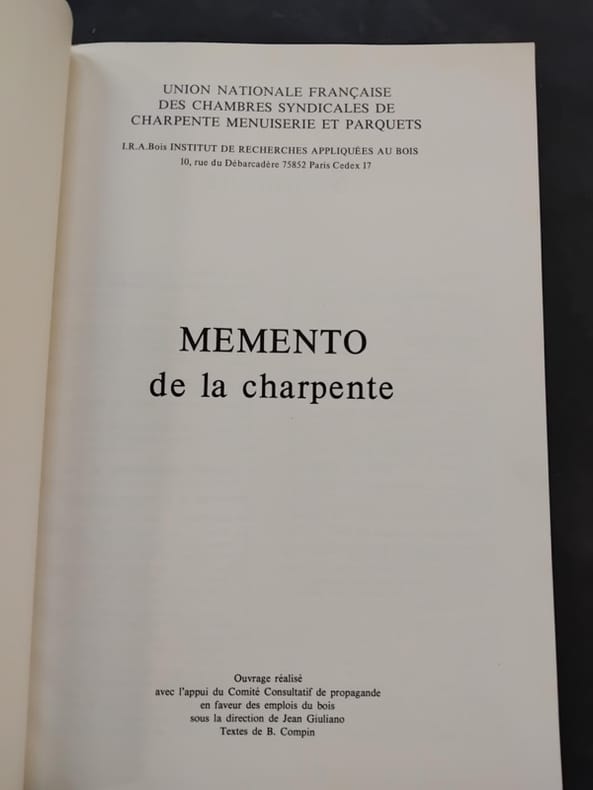 UNION NATIONALE FRANÇAISE
DES CHAMBRES SYNDICALES DE
CHARPENTE MENUISERIE ET PARQUETS
I.R.A.Bois INSTITUT DE RECHERCHES APPLIQUÉES AU BOIS
10, rue du Débarcadère 75852 Paris Cedex 17
MEMENTO
de la charpente
Ouvrage réalisé
avec l'appui du Comité Consultatif de propagande
en faveur des emplois du bois
sous la direction de Jean Giuliano
Textes de B. Compin